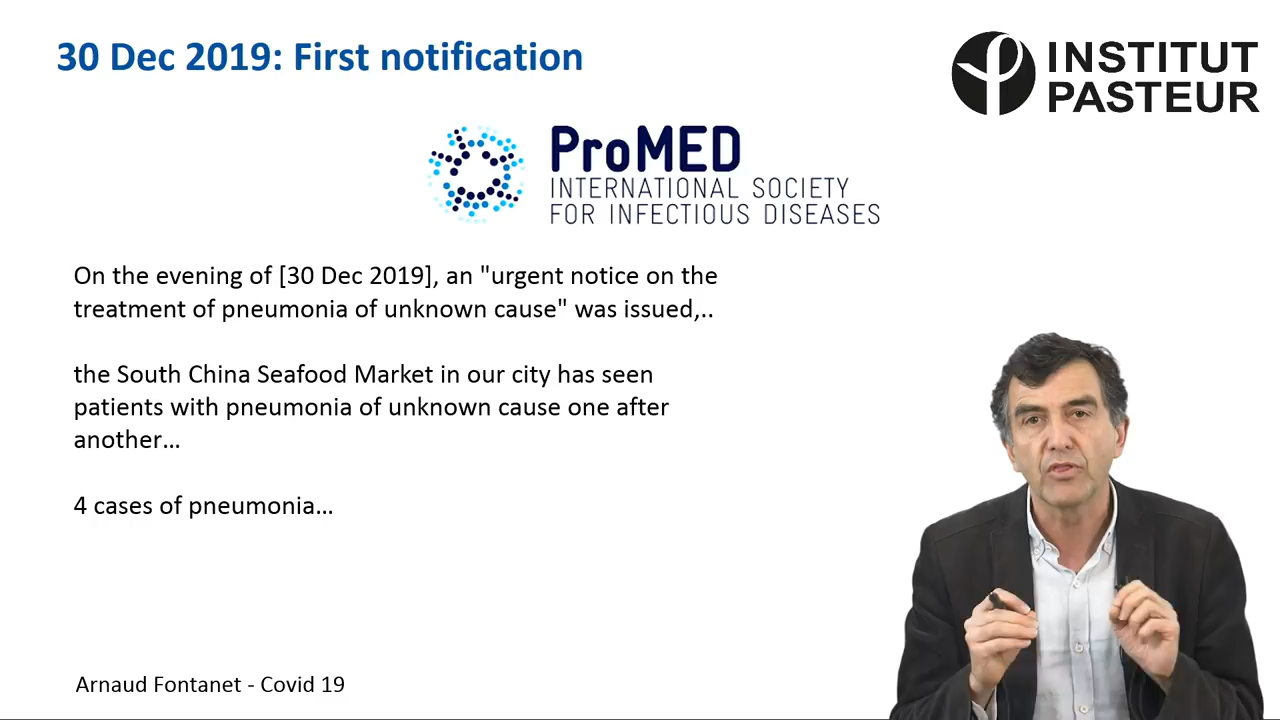 30 Dec 2019: First notification
INSTITUT
PASTEUR
ProMED
INTERNATIONAL SOCIETY
FOR INFECTIOUS DISEASES
On the evening of [30 Dec 2019], an "urgent notice on the
treatment of pneumonia of unknown cause" was issued,..
the South China Seafood Market in our city has seen
patients with pneumonia of unknown cause one after
another...
4 cases of pneumonia...
Arnaud Fontanet - Covid 19